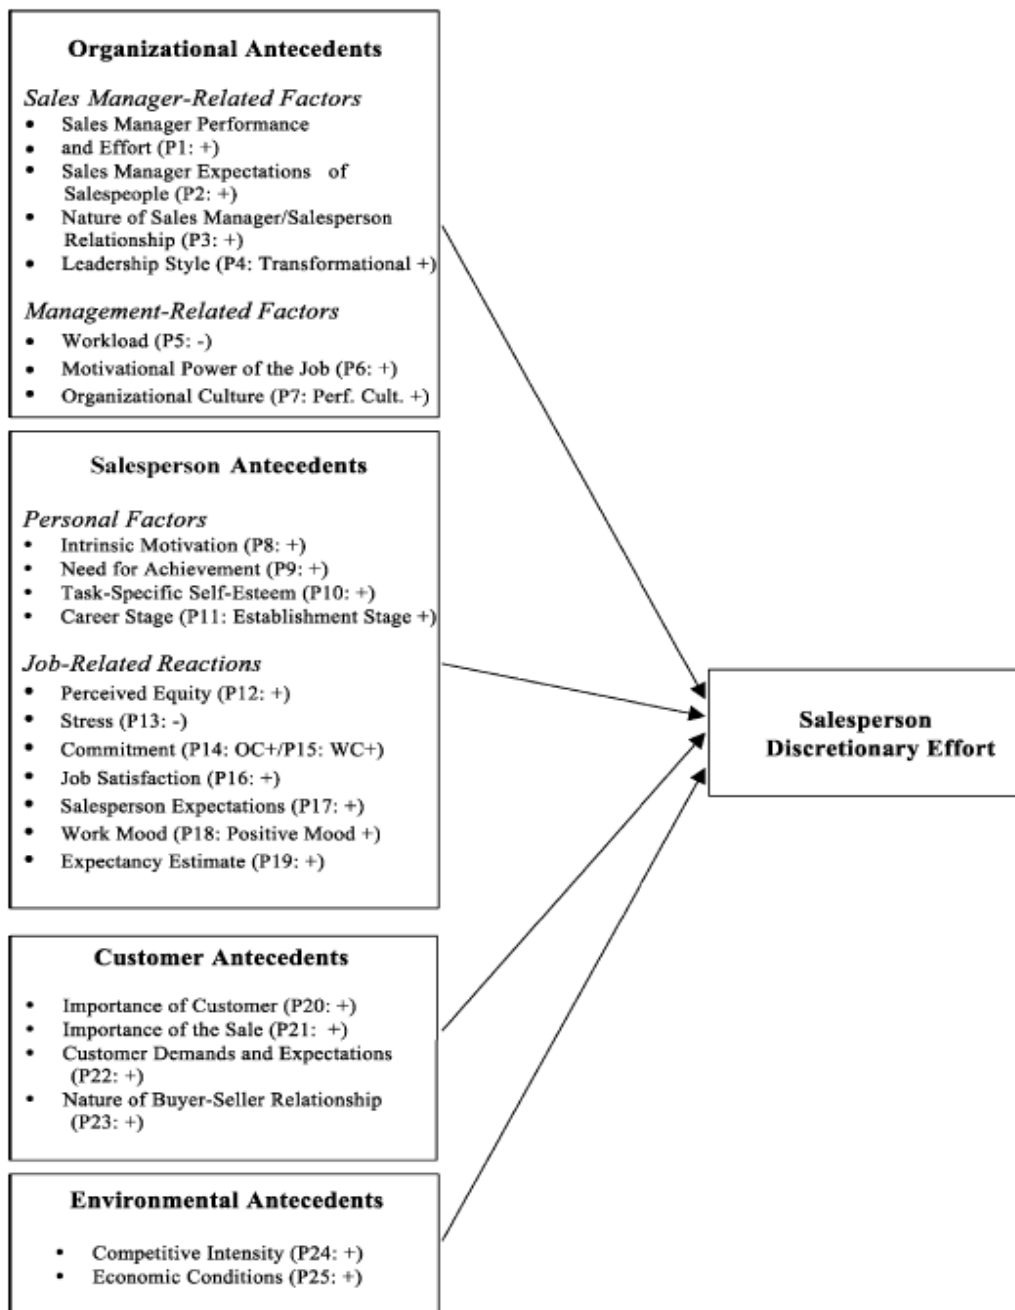 Organizational Antecedents
Sales Manager-Related Factors
• Sales Manager Performance
• and Effort (P1: +)
• Sales Manager Expectations of
Salespeople (P2: +)
• Nature of Sales Manager/Salesperson
Relationship (P3: +)
• Leadership Style (P4: Transformational +)
Management-Related Factors
• Workload (P5: -)
• Motivational Power of the Job (P6: +)
• Organizational Culture (P7: Perf. Cult. +)
Salesperson Antecedents
Personal Factors
• Intrinsic Motivation (P8: +)
• Need for Achievement (P9: +)
• Task-Specific Self-Esteem (P10: +)
• Career Stage (P11: Establishment Stage +)
Job-Related Reactions
• Perceived Equity (P12: +)
• Stress (P13: -)
• Commitment (P14: OC+/P15: WC+)
• Job Satisfaction (P16: +)
• Salesperson Expectations (P17: +)
• Work Mood (P18: Positive Mood +)
• Expectancy Estimate (P19: +)
Customer Antecedents
• Importance of Customer (P20: +)
• Importance of the Sale (P21: +)
• Customer Demands and Expectations
(P22: +)
• Nature of Buyer-Seller Relationship
(P23: +)
Environmental Antecedents
• Competitive Intensity (P24: +)
• Economic Conditions (P25: +)
Salesperson
Discretionary Effort